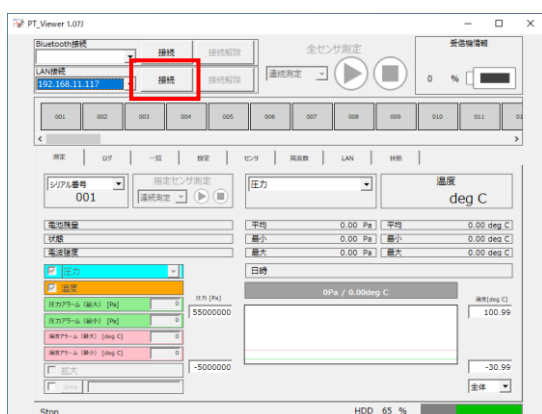 PT_Viewer 1.07J
Bluetooth接続
接続 接続解除
全センサ測定
受信機情報
LAN接続
192.168.11.117 接続 接続解除
連続測定
0 %
001 002 003 004 005 006 007 008 009 010 011 01
測定 ログ 一覧 設定 センサ 周波数 LAN 状態
シリアル番号
001
指定センサ測定
連続測定
圧力
温度
deg C
電池残量
状態
電波強度
平均 0.00 Pa 平均 0.00 deg C
最小 0.00 Pa 最小 0.00 deg C
最大 0.00 Pa 最大 0.00 deg C
圧力
温度
日時
0Pa / 0.00deg C
圧力アラーム (最大) [Pa] 0
圧力アラーム (最小) [Pa] 0
温度アラーム (最大) [deg C] 0
温度アラーム (最小) [deg C] 0
圧力 [Pa]
55000000
温度[deg C]
100.99
拡大
-5000000
-30.99
全体
Stop
HDD 65 %